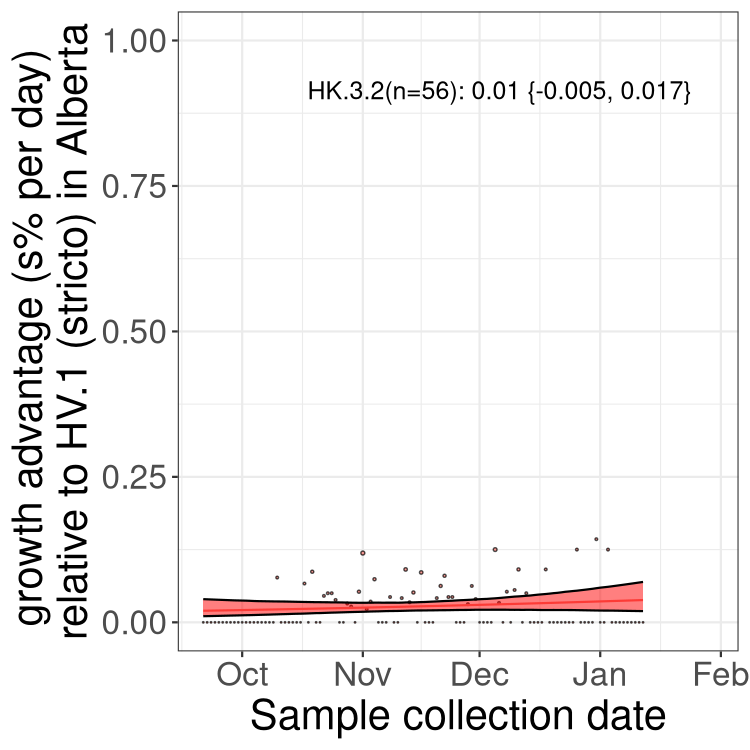 growth advantage (s% per day)
relative to HV.1 (stricto) in Alberta
1.00
0.75
0.50
0.25
0.00
HK.3.2(n=56): 0.01 {-0.005, 0.017}
Oct Nov Dec Jan Feb
Sample collection date